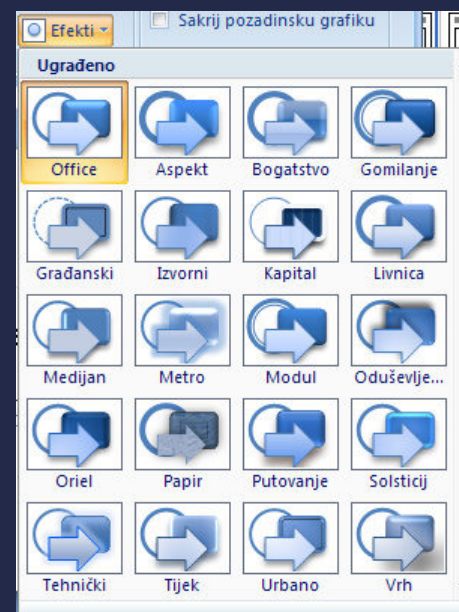 Efekti
Sakrij pozadinsku grafiku
Ugrađeno
Office Aspekt Bogatstvo Gomilanje
Građanski Izvorni Kapital Livnica
Medijan Metro Modul Oduševlje...
Oriel Papir Putovanje Solsticij
Tehnički Tijek Urbano Vrh